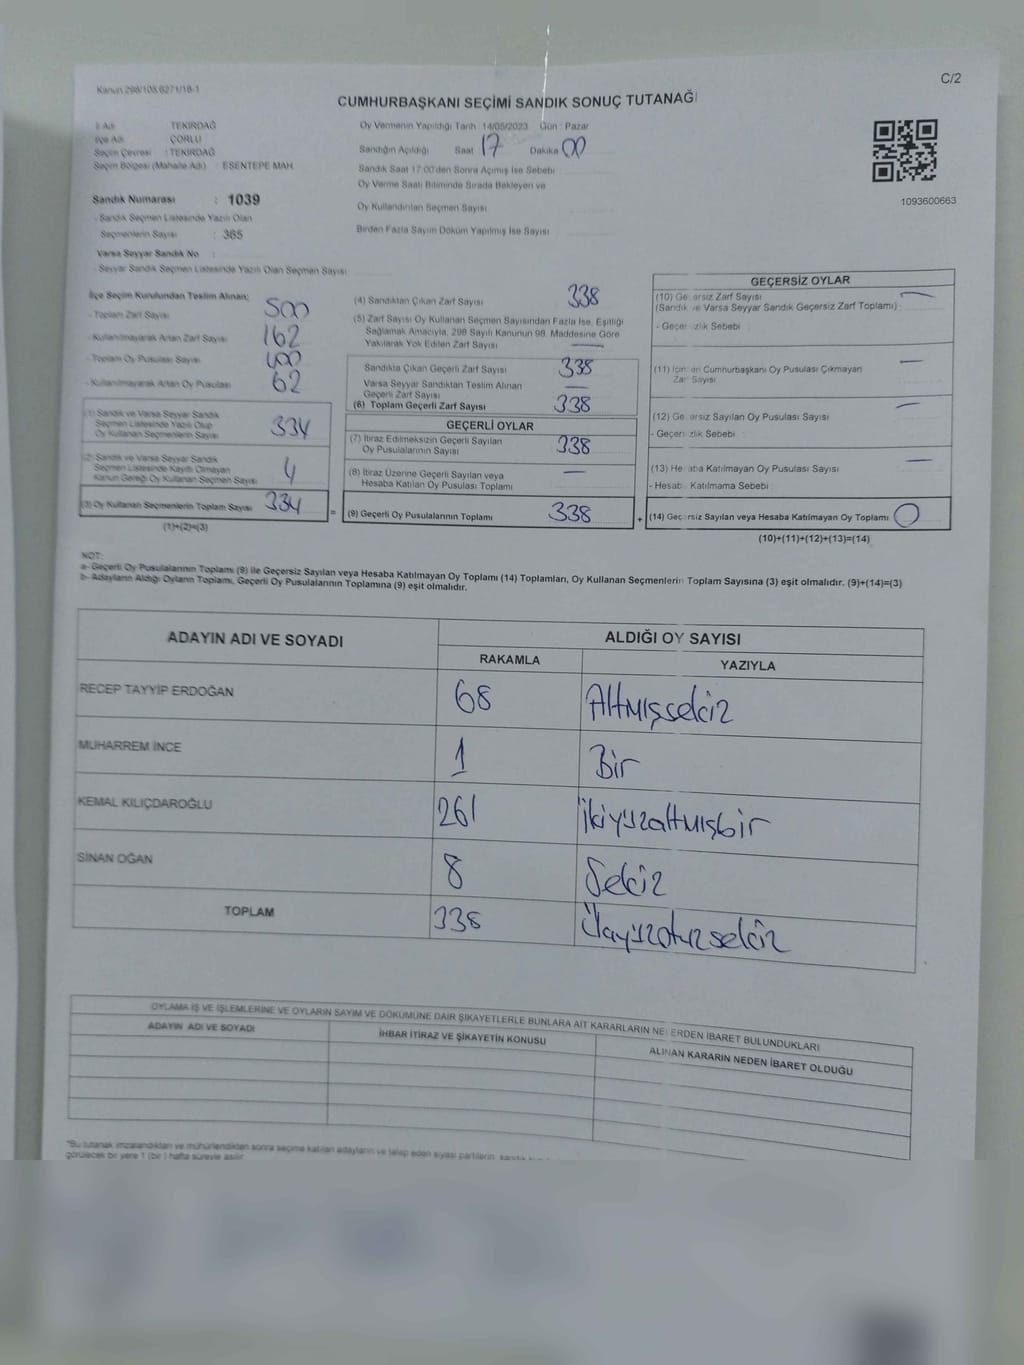 Kanun 298/105,6271/18-1
C/2
CUMHURBAŞKANI SEÇİMİ SANDIK SONUÇ TUTANAĞI
İl Adı TEKİRDAĞ
İlçe Adı ÇORLU
Seçim Çevresi : TEKİRDAĞ
Seçim Bölgesi (Mahalle Adı) : ESENTEPE MAH.
Sandık Numarası : 1039
- Sandık Seçmen Listesinde Yazılı Olan
Seçmenlerin Sayısı : 365
Varsa Seyyar Sandık No :
- Seyyar Sandık Seçmen Listesinde Yazılı Olan Seçmen Sayısı
Oy Vermenin Yapıldığı Tarih : 14/05/2023 Gün : Pazar
Sandığın Açıldığı Saat 17 Dakika 00
Sandık Saat 17:00'den Sonra Açımış İse Sebebi
Oy Verme Saati Bitiminde Sırada Bekleyen ve
Oy Kullandırılan Seçmen Sayısı
Birden Fazla Sayım Döküm Yapılmış İse Sayısı
1093600663
İlçe Seçim Kurulundan Teslim Alınan;
- Toplam Zarf Sayısı 500
- Kullanılmayarak Artan Zarf Sayısı 162
- Toplam Oy Pusulası Sayısı 400
- Kullanılmayarak Artan Oy Pusulası 62
(1) Sandık ve Varsa Seyyar Sandık
Seçmen Listesinde Yazılı Olup
Oy Kullanan Seçmenlerin Sayısı 334
(2) Sandık ve Varsa Seyyar Sandık
Seçmen Listesinde Kayıtlı Olmayan
Kanun Gereği Oy Kullanan Seçmen Sayısı 4
(3) Oy Kullanan Seçmenlerin Toplam Sayısı 334
(1)+(2)=(3)
=
(4) Sandıktan Çıkan Zarf Sayısı 338
(5) Zarf Sayısı Oy Kullanan Seçmen Sayısından Fazla İse, Eşitliği
Sağlamak Amacıyla, 298 Sayılı Kanunun 98. Maddesine Göre
Yakılarak Yok Edilen Zarf Sayısı —
Sandıkta Çıkan Geçerli Zarf Sayısı 338
Varsa Seyyar Sandıktan Teslim Alınan
Geçerli Zarf Sayısı —
(6) Toplam Geçerli Zarf Sayısı 338
GEÇERLİ OYLAR
(7) İtiraz Edilmeksizin Geçerli Sayılan
Oy Pusulalarının Sayısı 338
(8) İtiraz Üzerine Geçerli Sayılan veya
Hesaba Katılan Oy Pusulası Toplamı —
(9) Geçerli Oy Pusulalarının Toplamı 338
+
GEÇERSİZ OYLAR
(10) Geçersiz Zarf Sayısı —
(Sandık ve Varsa Seyyar Sandık Geçersiz Zarf Toplamı)
- Geçersizlik Sebebi
(11) İçinden Cumhurbaşkanı Oy Pusulası Çıkmayan —
Zarf Sayısı
(12) Geçersiz Sayılan Oy Pusulası Sayısı —
- Geçersizlik Sebebi
(13) Hesaba Katılmayan Oy Pusulası Sayısı —
- Hesaba Katılmama Sebebi
(14) Geçersiz Sayılan veya Hesaba Katılmayan Oy Toplamı 0
(10)+(11)+(12)+(13)=(14)
NOT:
a- Geçerli Oy Pusulalarının Toplamı (9) ile Geçersiz Sayılan veya Hesaba Katılmayan Oy Toplamı (14) Toplamları, Oy Kullanan Seçmenlerin Toplam Sayısına (3) eşit olmalıdır. (9)+(14)=(3)
b- Adayların Aldığı Oyların Toplamı, Geçerli Oy Pusulalarının Toplamına (9) eşit olmalıdır.
ADAYIN ADI VE SOYADI
ALDIĞI OY SAYISI
RAKAMLA YAZIYLA
RECEP TAYYİP ERDOĞAN 68 Altmışsekiz
MUHARREM İNCE 1 Bir
KEMAL KILIÇDAROĞLU 261 İkiyüzaltmışbir
SİNAN OĞAN 8 Sekiz
TOPLAM 338 Üçyüzotuzsekiz
OYLAMA İŞ VE İŞLEMLERİNE VE OYLARIN SAYIM VE DÖKÜMÜNE DAİR ŞİKAYETLERLE BUNLARA AİT KARARLARIN NELERDEN İBARET BULUNDUKLARI
ADAYIN ADI VE SOYADI İHBAR İTİRAZ VE ŞİKAYETİN KONUSU ALINAN KARARIN NEDEN İBARET OLDUĞU
*Bu tutanak imzalandıktan ve mühürlendikten sonra seçime katılan adayların ve talep eden siyasi partilerin
görülecek bir yere 1 (bir) hafta süreyle asılır